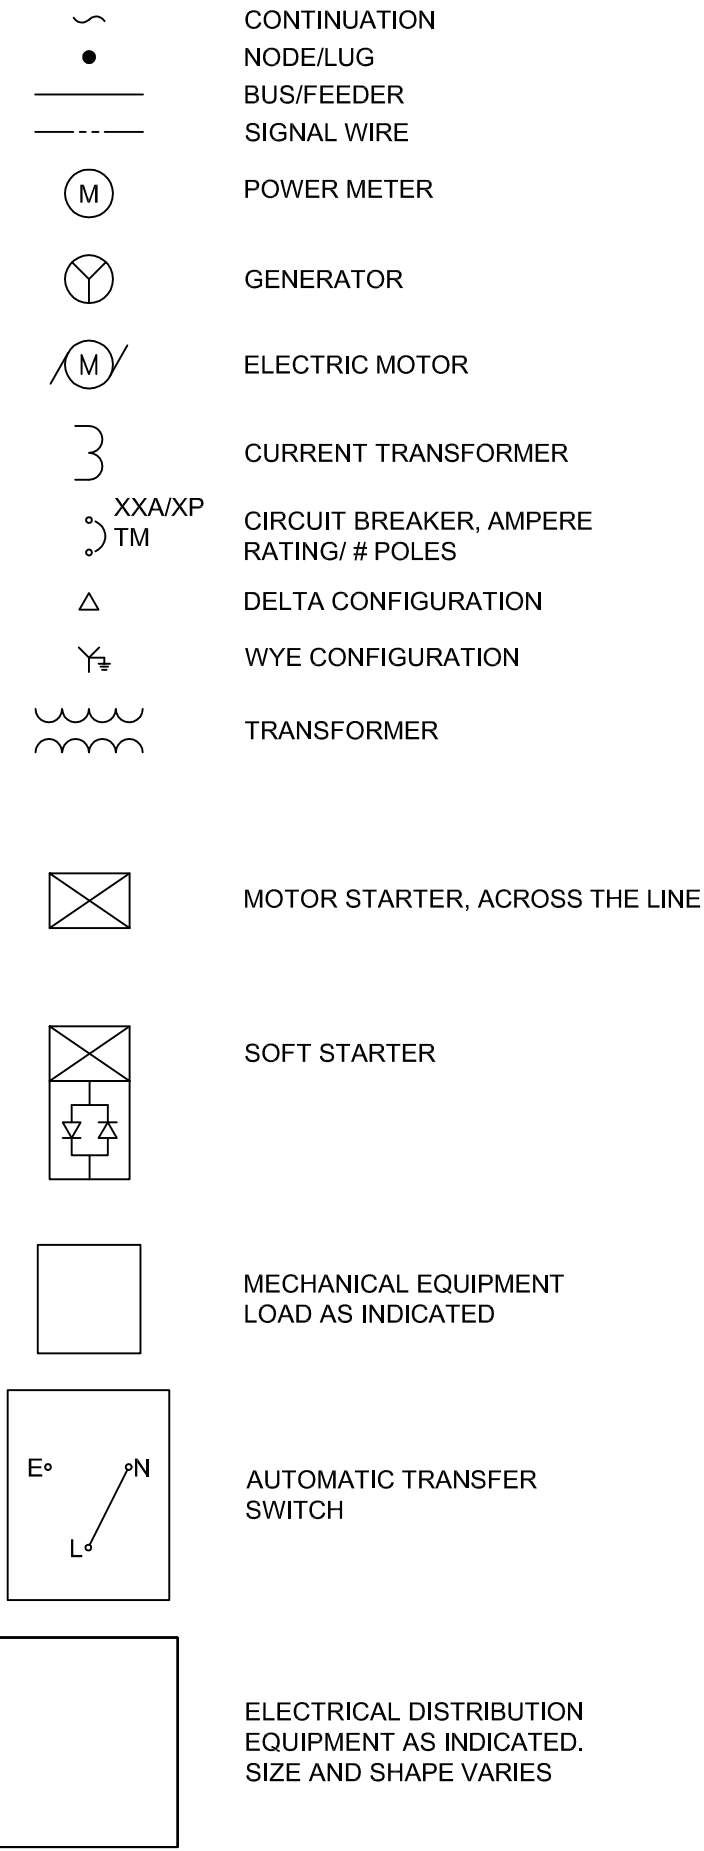 CONTINUATION
NODE/LUG
BUS/FEEDER
SIGNAL WIRE
M POWER METER
GENERATOR
M ELECTRIC MOTOR
CURRENT TRANSFORMER
XXA/XP
TM
CIRCUIT BREAKER, AMPERE
RATING/ # POLES
DELTA CONFIGURATION
WYE CONFIGURATION
TRANSFORMER
MOTOR STARTER, ACROSS THE LINE
SOFT STARTER
MECHANICAL EQUIPMENT
LOAD AS INDICATED
E N
L
AUTOMATIC TRANSFER
SWITCH
ELECTRICAL DISTRIBUTION
EQUIPMENT AS INDICATED.
SIZE AND SHAPE VARIES